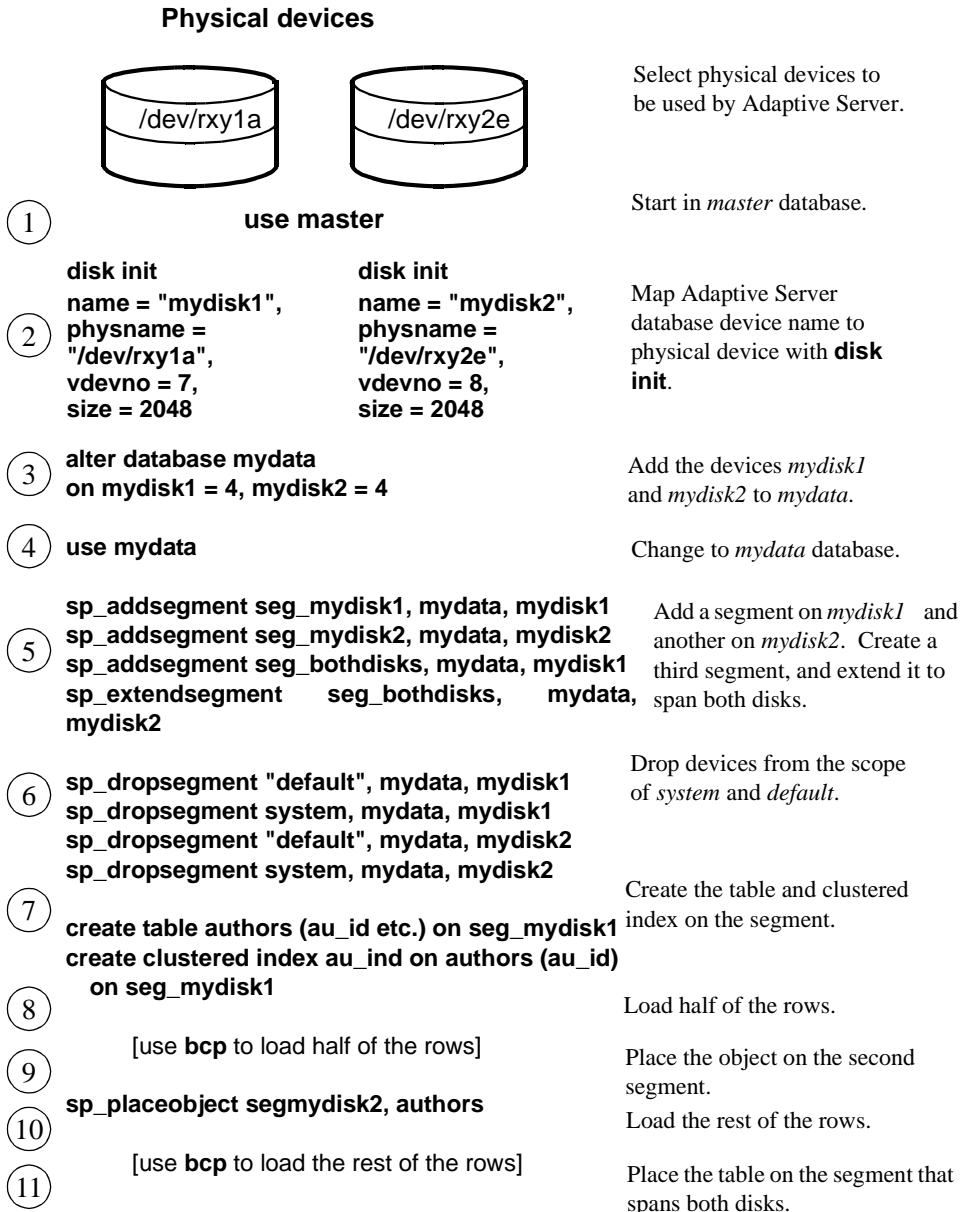 Physical devices
/dev/rxy1a
/dev/rxy2e
Select physical devices to
be used by Adaptive Server.
1
use master
Start in master database.
2
disk init
name = "mydisk1",
physname =
"/dev/rxy1a",
vdevno = 7,
size = 2048
disk init
name = "mydisk2",
physname =
"/dev/rxy2e",
vdevno = 8,
size = 2048
Map Adaptive Server
database device name to
physical device with disk
init.
3
alter database mydata
on mydisk1 = 4, mydisk2 = 4
Add the devices mydisk1
and mydisk2 to mydata.
4
use mydata
Change to mydata database.
5
sp_addsegment seg_mydisk1, mydata, mydisk1
sp_addsegment seg_mydisk2, mydata, mydisk2
sp_addsegment seg_bothdisks, mydata, mydisk1
sp_extendsegment seg_bothdisks, mydata,
mydisk2
Add a segment on mydisk1 and
another on mydisk2. Create a
third segment, and extend it to
span both disks.
6
sp_dropsegment "default", mydata, mydisk1
sp_dropsegment system, mydata, mydisk1
sp_dropsegment "default", mydata, mydisk2
sp_dropsegment system, mydata, mydisk2
Drop devices from the scope
of system and default.
7
create table authors (au_id etc.) on seg_mydisk1
create clustered index au_ind on authors (au_id)
on seg_mydisk1
Create the table and clustered
index on the segment.
8
[use bcp to load half of the rows]
Load half of the rows.
9
sp_placeobject segmydisk2, authors
Place the object on the second
segment.
10
[use bcp to load the rest of the rows]
Load the rest of the rows.
11
Place the table on the segment that
spans both disks.